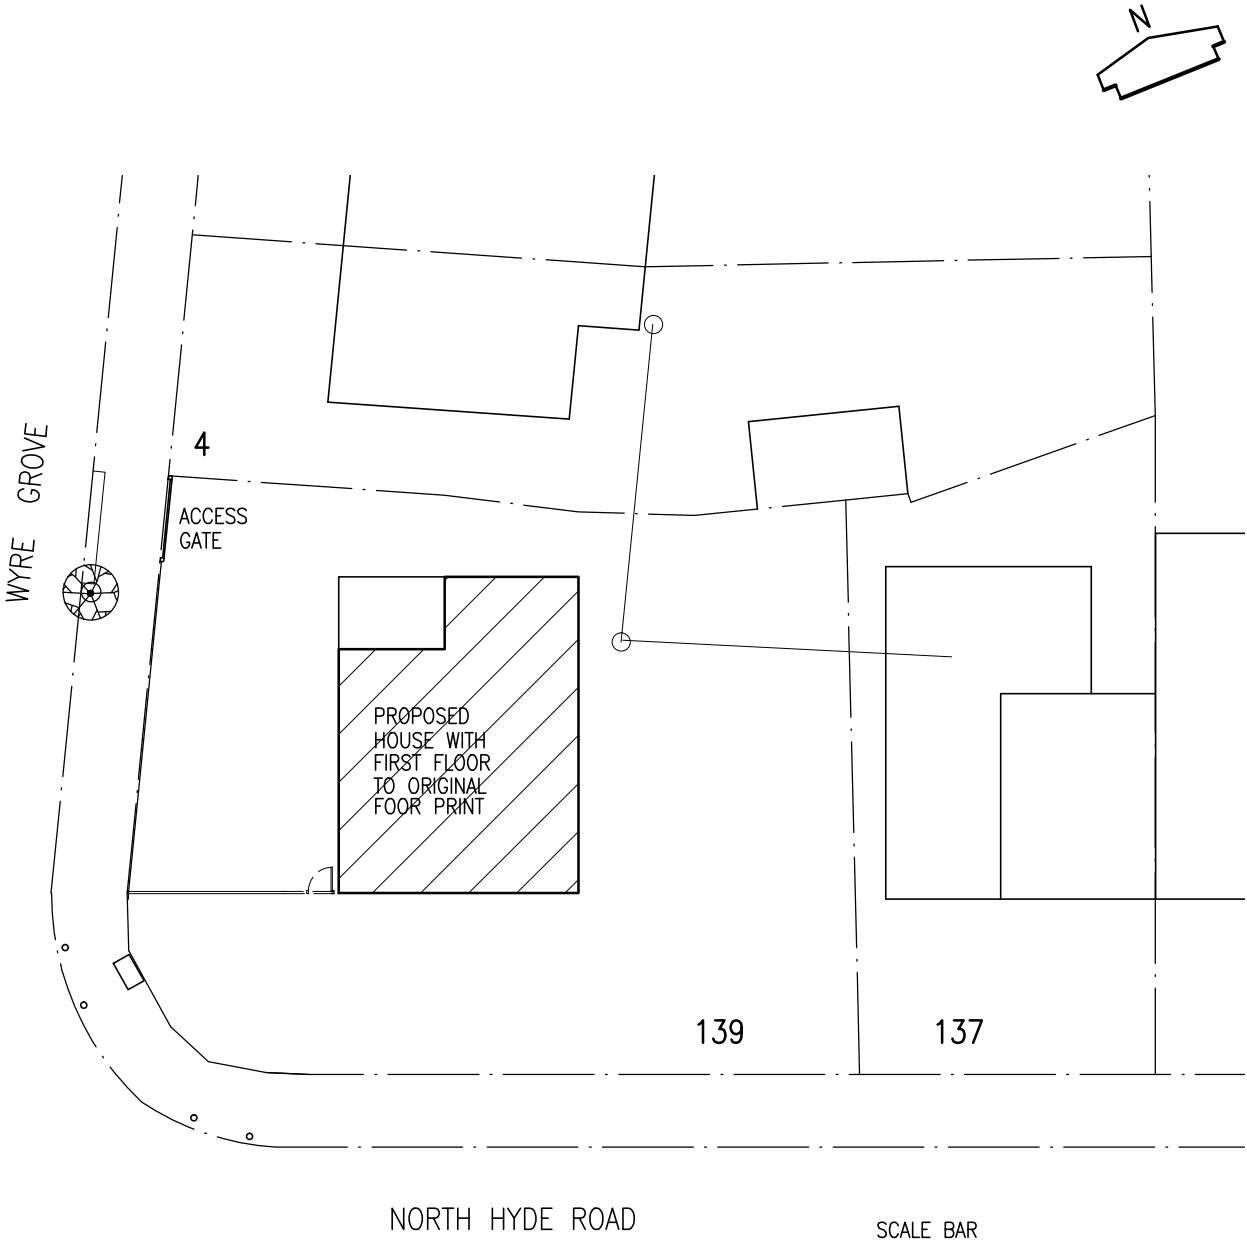 N
WYRE GROVE
4
ACCESS
GATE
PROPOSED
HOUSE WITH
FIRST FLOOR
TO ORIGINAL
FOOR PRINT
139
137
NORTH HYDE ROAD
SCALE BAR